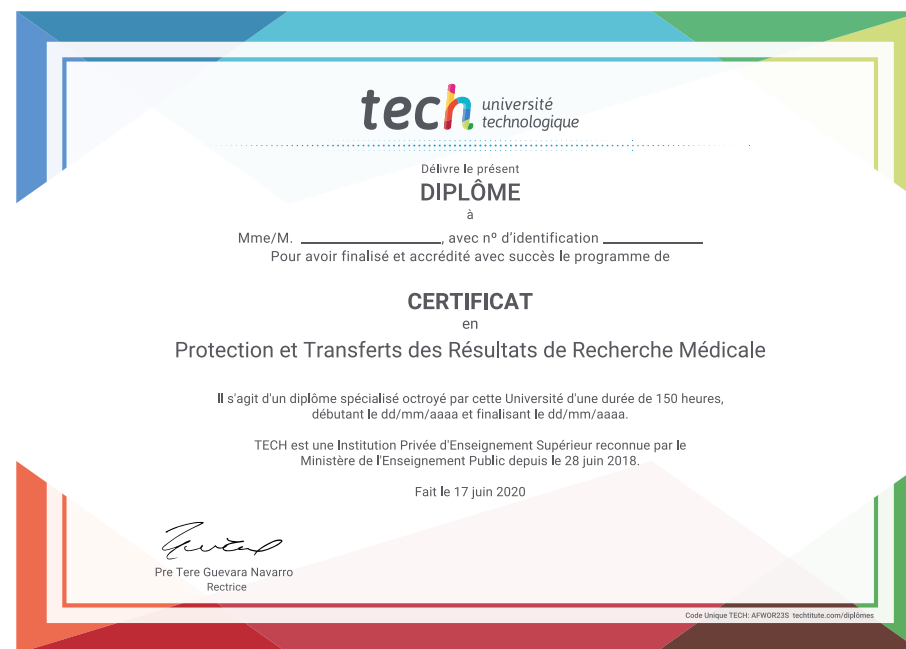 tech université
technologique
Délivre le présent
DIPLÔME
à
Mme/M. ____________________, avec nº d'identification ______________
Pour avoir finalisé et accrédité avec succès le programme de
CERTIFICAT
en
Protection et Transferts des Résultats de Recherche Médicale
Il s'agit d'un diplôme spécialisé octroyé par cette Université d'une durée de 150 heures,
débutant le dd/mm/aaaa et finalisant le dd/mm/aaaa.
TECH est une Institution Privée d'Enseignement Supérieur reconnue par le
Ministère de l'Enseignement Public depuis le 28 juin 2018.
Fait le 17 juin 2020
Pre Tere Guevara Navarro
Rectrice
Code Unique TECH: AFWOR23S techtitute.com/diplômes